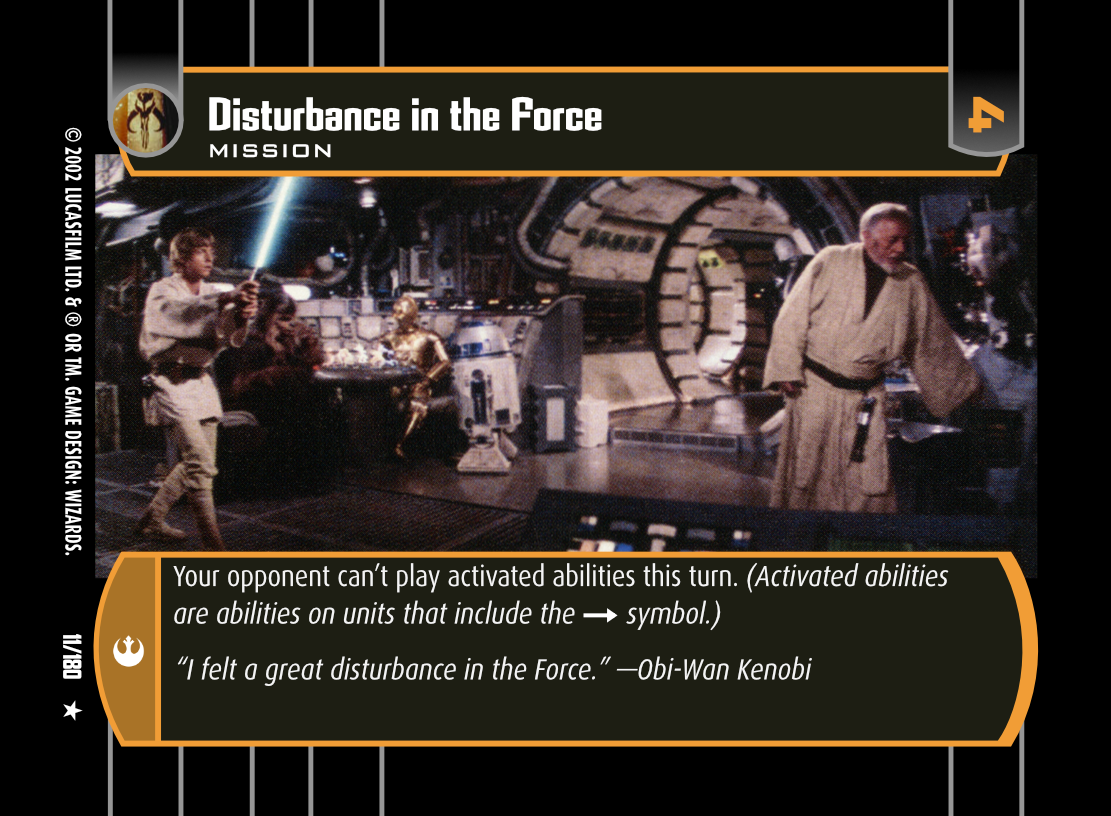 Disturbance in the Force
MISSION
4
© 2002 LUCASFILM LTD. & ® OR TM. GAME DESIGN: WIZARDS.
11/180 ★
Your opponent can't play activated abilities this turn. (Activated abilities
are abilities on units that include the → symbol.)
“I felt a great disturbance in the Force.” —Obi-Wan Kenobi